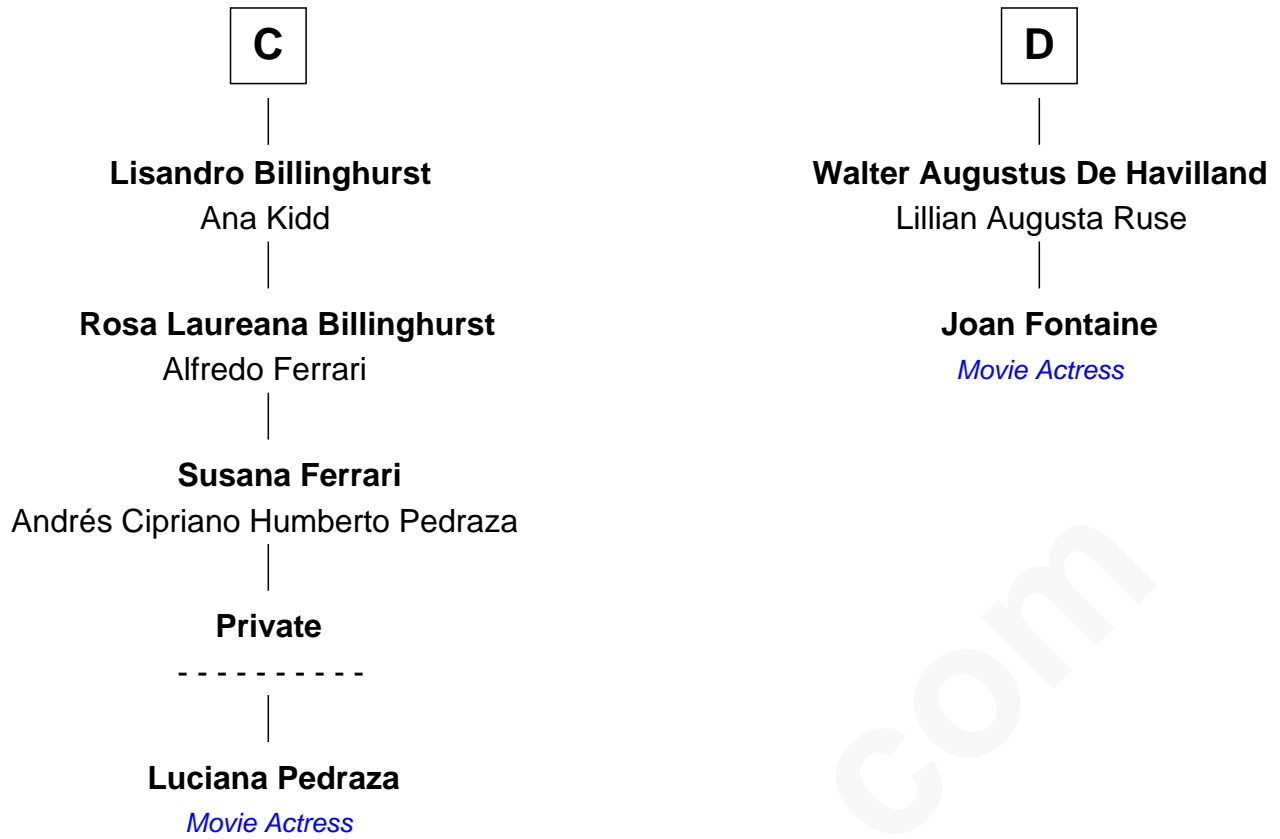 C
Lisandro Billinghurst
Ana Kidd
Rosa Laureana Billinghurst
Alfredo Ferrari
Susana Ferrari
Andrés Cipriano Humberto Pedraza
Private
- - - - - - - - - -
Luciana Pedraza
Movie Actress
D
Walter Augustus De Havilland
Lillian Augusta Ruse
Joan Fontaine
Movie Actress
com